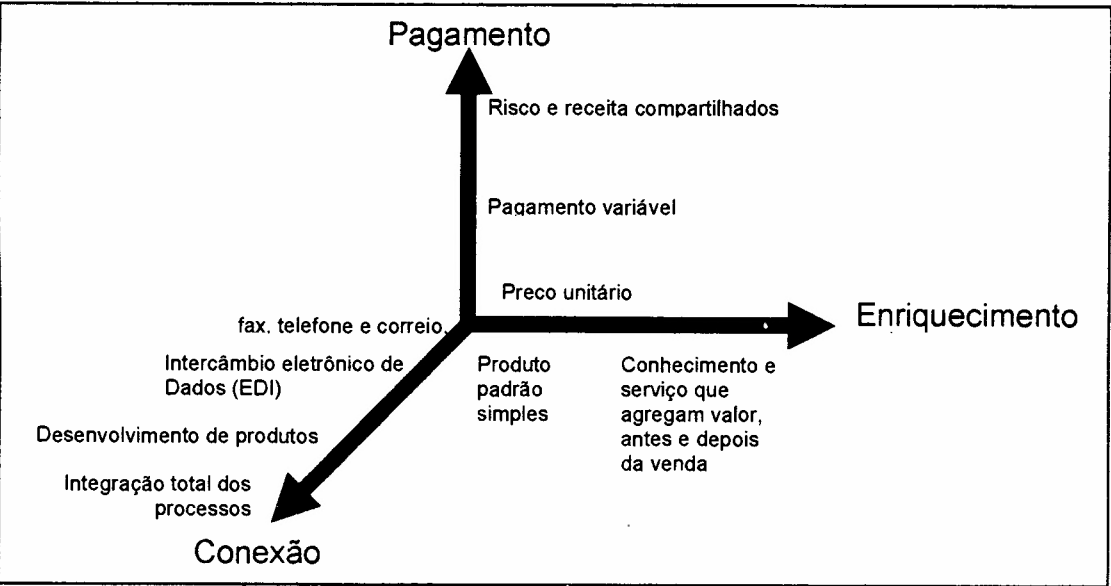 Pagamento
Risco e receita compartilhados
Pagamento variável
Preco unitário
Enriquecimento
fax, telefone e correio
Intercâmbio eletrônico de
Dados (EDI)
Desenvolvimento de produtos
Integração total dos
processos
Conexão
Produto
padrão
simples
Conhecimento e
serviço que
agregam valor,
antes e depois
da venda